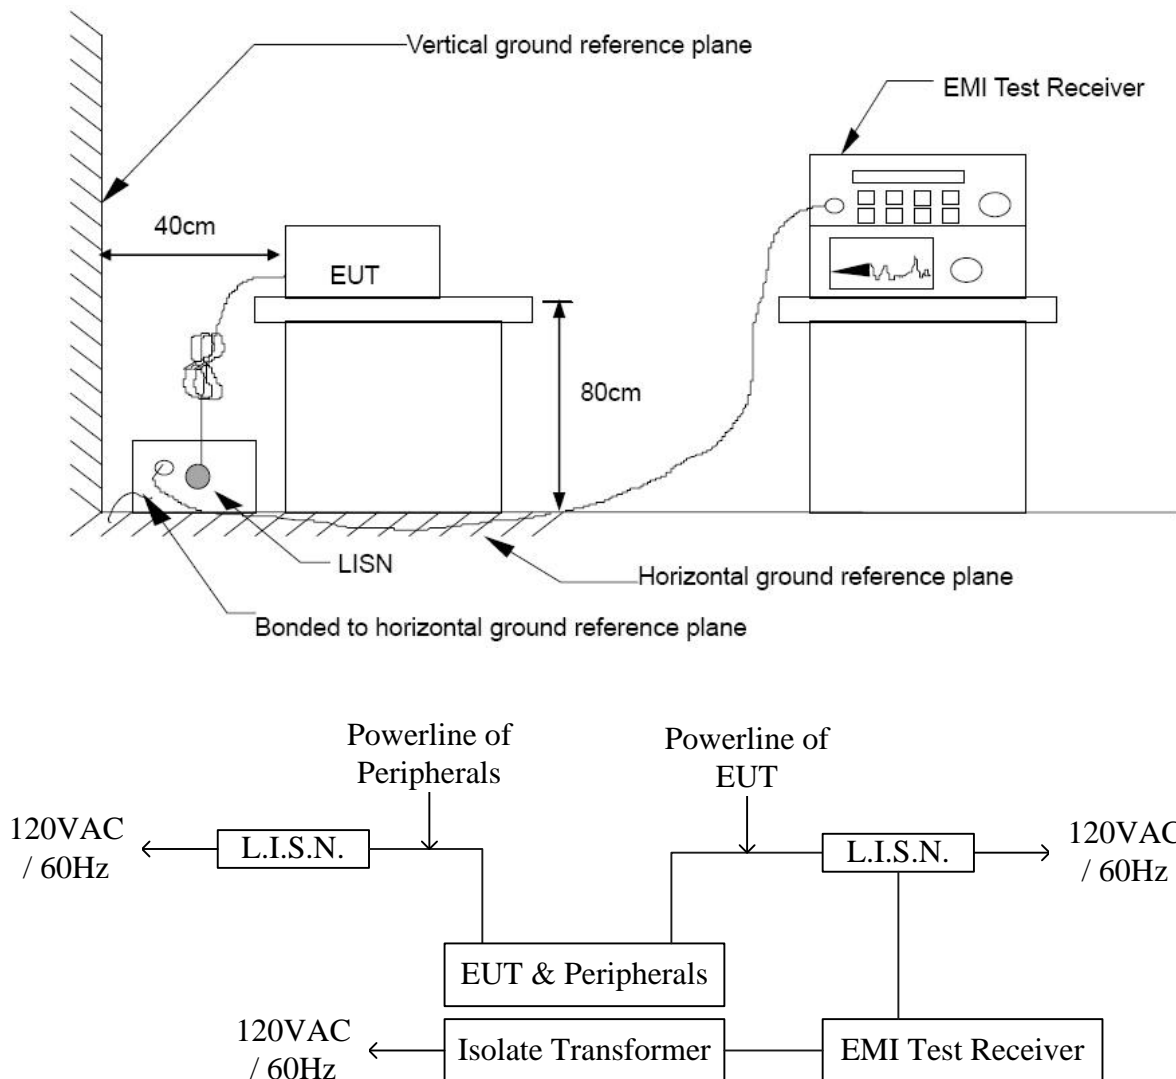 Vertical ground reference plane
EMI Test Receiver
40cm
EUT
80cm
LISN
Horizontal ground reference plane
Bonded to horizontal ground reference plane
Powerline of
Peripherals
Powerline of
EUT
120VAC
/ 60Hz
L.I.S.N.
L.I.S.N.
120VAC
/ 60Hz
EUT & Peripherals
120VAC
/ 60Hz
Isolate Transformer
EMI Test Receiver